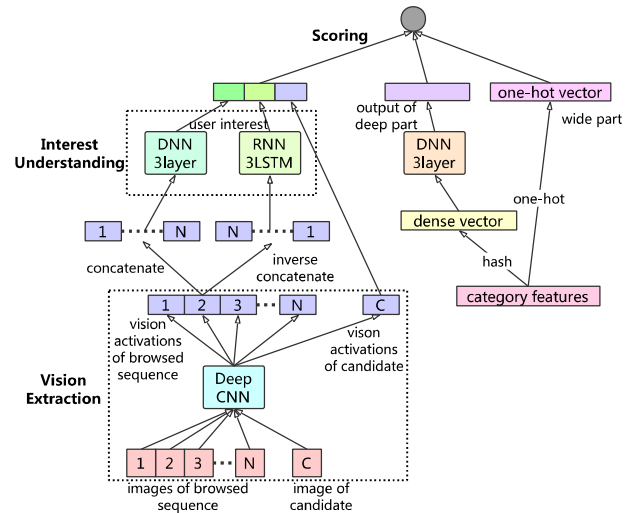 Scoring
one-hot vector
output of
deep part
wide part
user interest
Interest
Understanding
DNN
3layer
RNN
3LSTM
DNN
3layer
one-hot
1 N N 1
dense vector
concatenate
inverse
concatenate
hash
category features
1 2 3 N C
vision
activations
of browsed
sequence
vison
activations
of candidate
Vision
Extraction
Deep
CNN
1 2 3 N C
images of browsed
sequence
image of
candidate